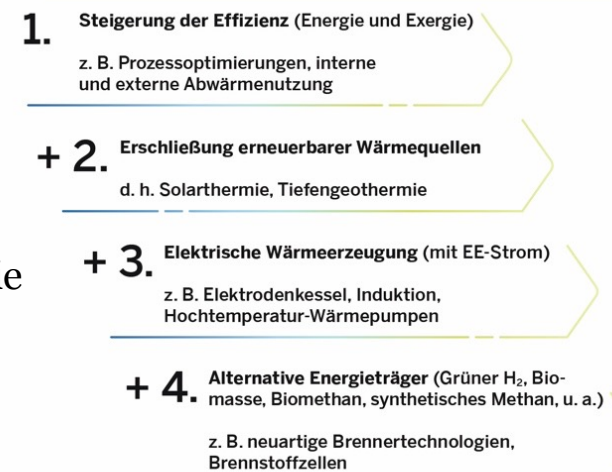 1. Steigerung der Effizienz (Energie und Exergie)
z. B. Prozessoptimierungen, interne
und externe Abwärmenutzung
+ 2. Erschließung erneuerbarer Wärmequellen
d. h. Solarthermie, Tiefengeothermie
+ 3. Elektrische Wärmeerzeugung (mit EE-Strom)
z. B. Elektrodenkessel, Induktion,
Hochtemperatur-Wärmepumpen
+ 4. Alternative Energieträger (Grüner H₂, Bio-
masse, Biomethan, synthetisches Methan, u. a.)
z. B. neuartige Brennertechnologien,
Brennstoffzellen